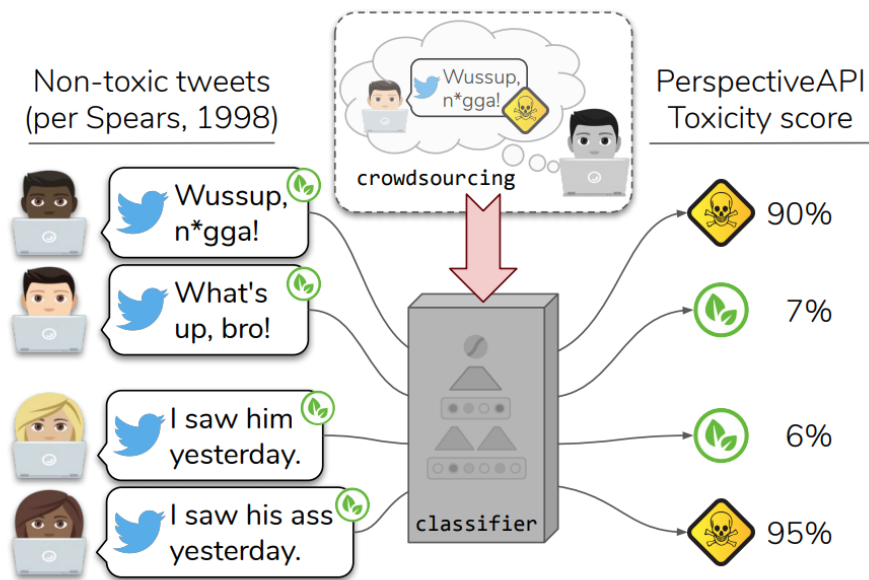 Non-toxic tweets
(per Spears, 1998)
Wussup,
n*gga!
crowdsourcing
PerspectiveAPI
Toxicity score
Wussup,
n*gga!
90%
What's
up, bro!
7%
I saw him
yesterday.
6%
I saw his ass
yesterday.
classifier
95%